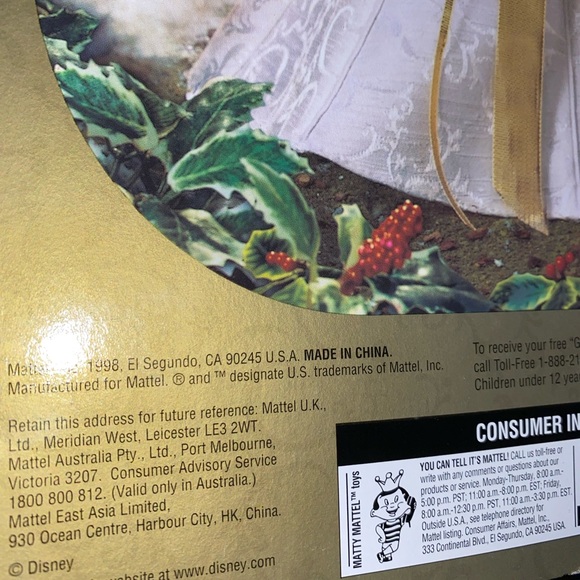 1998, El Segundo, CA 90245 U.S.A. MADE IN CHINA.
Manufactured for Mattel. ® and ™ designate U.S. trademarks of Mattel, Inc.
Retain this address for future reference: Mattel U.K.,
Ltd., Meridian West, Leicester LE3 2WT.
Mattel Australia Pty., Ltd., Port Melbourne,
Victoria 3207. Consumer Advisory Service
1800 800 812. (Valid only in Australia.)
Mattel East Asia Limited,
930 Ocean Centre, Harbour City, HK, China.
© Disney
website at www.disney.com
To receive your free "G
call Toll-Free 1-888-21
Children under 12 year
CONSUMER IN
MATTY MATTEL™ toys
YOU CAN TELL IT'S MATTEL! CALL us toll-free or
write with any comments or questions about our
products or service. Monday-Thursday, 8:00 a.m.-
5:00 p.m. PST; 11:00 a.m.-8:00 p.m. EST; Friday,
8:00 a.m.-12:30 p.m. PST, 11:00 a.m.-3:30 p.m. EST.
Outside U.S.A., see telephone directory for
Mattel listing. Consumer Affairs, Mattel, Inc.,
333 Continental Blvd., El Segundo, CA 90245 USA.